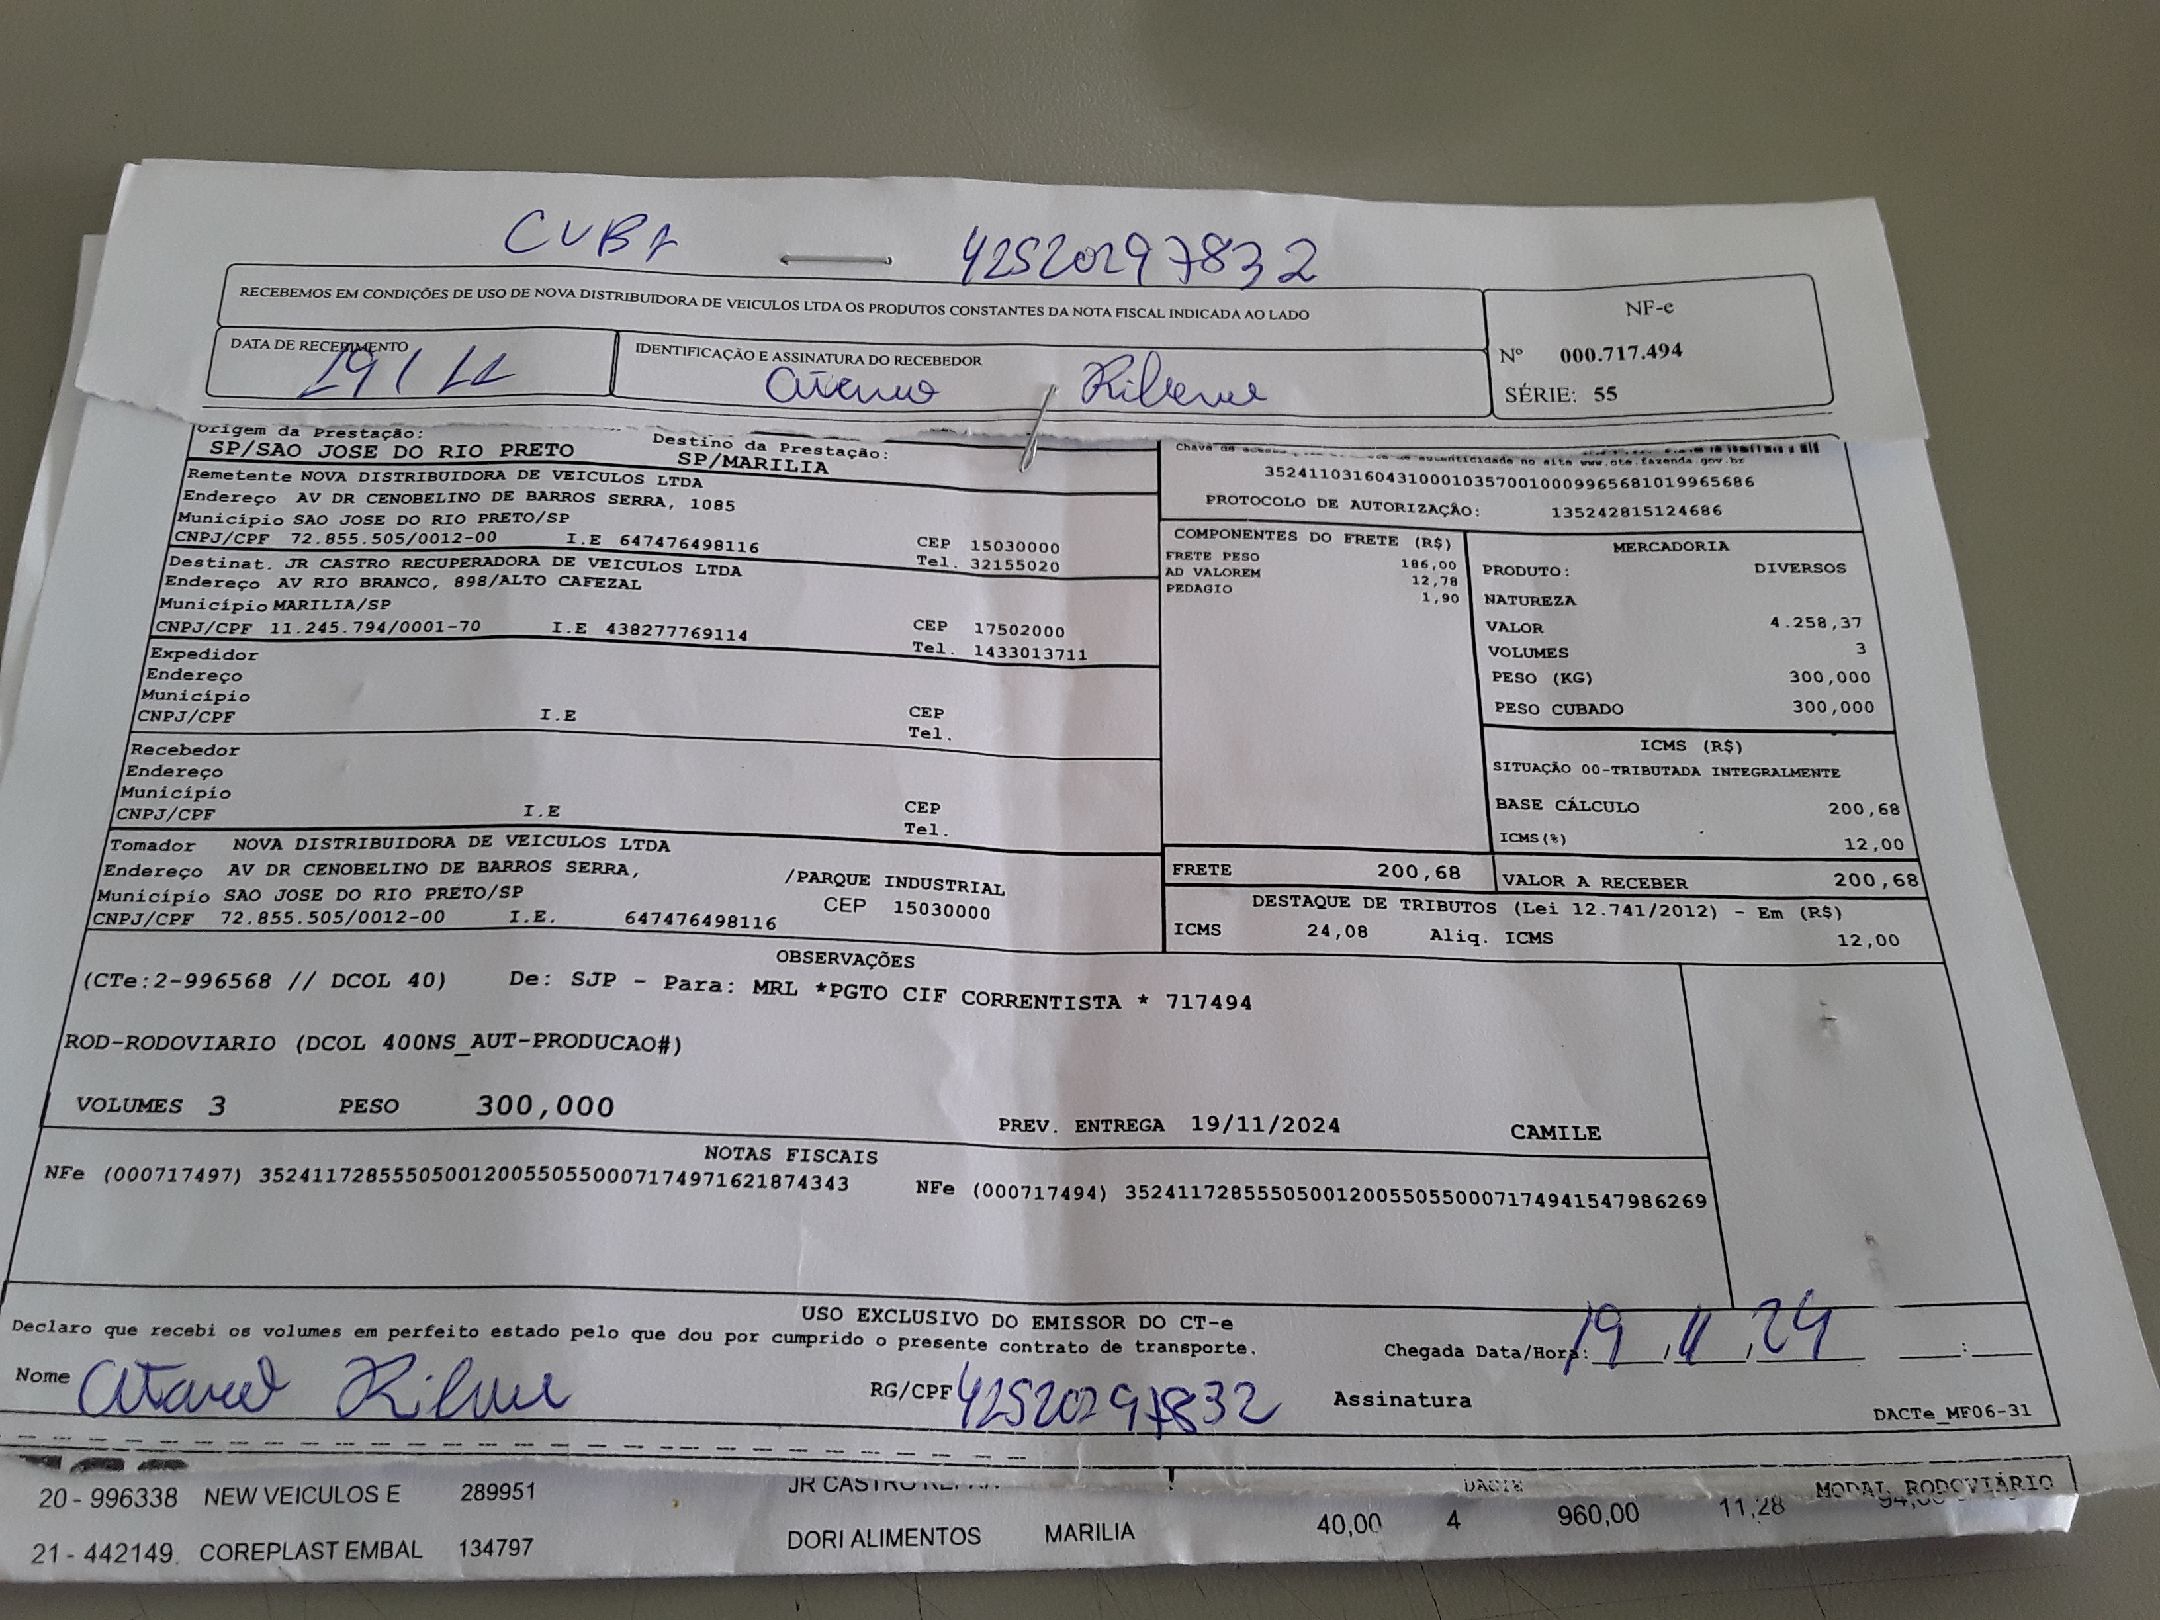 CUBA 42520297832
RECEBEMOS EM CONDIÇÕES DE USO DE NOVA DISTRIBUIDORA DE VEICULOS LTDA OS PRODUTOS CONSTANTES DA NOTA FISCAL INDICADA AO LADO
NF-e
Nº 000.717.494
SÉRIE: 55
DATA DE RECEBIMENTO
19/11
IDENTIFICAÇÃO E ASSINATURA DO RECEBEDOR
Origem da Prestação: Destino da Prestação:
SP/SAO JOSE DO RIO PRETO SP/MARILIA
Remetente NOVA DISTRIBUIDORA DE VEICULOS LTDA
Endereço AV DR CENOBELINO DE BARROS SERRA, 1085
Município SAO JOSE DO RIO PRETO/SP CEP 15030000
CNPJ/CPF 72.855.505/0012-00 I.E 647476498116 Tel. 32155020
Destinat. JR CASTRO RECUPERADORA DE VEICULOS LTDA
Endereço AV RIO BRANCO, 898/ALTO CAFEZAL
Município MARILIA/SP CEP 17502000
CNPJ/CPF 11.245.794/0001-70 I.E 438277769114 Tel. 1433013711
Expedidor
Endereço
Município CEP
CNPJ/CPF I.E Tel.
Recebedor
Endereço
Município CEP
CNPJ/CPF I.E Tel.
Tomador NOVA DISTRIBUIDORA DE VEICULOS LTDA
Endereço AV DR CENOBELINO DE BARROS SERRA, /PARQUE INDUSTRIAL
Município SAO JOSE DO RIO PRETO/SP CEP 15030000
CNPJ/CPF 72.855.505/0012-00 I.E. 647476498116
autenticidade no site www.cte.fazenda.gov.br
35241103160431000103570010009965681019965686
PROTOCOLO DE AUTORIZAÇÃO: 135242815124686
COMPONENTES DO FRETE (R$)
FRETE PESO 186,00
AD VALOREM 12,78
PEDAGIO 1,90
MERCADORIA
PRODUTO: DIVERSOS
NATUREZA
VALOR 4.258,37
VOLUMES 3
PESO (KG) 300,000
PESO CUBADO 300,000
ICMS (R$)
SITUAÇÃO 00-TRIBUTADA INTEGRALMENTE
BASE CÁLCULO 200,68
ICMS(%) 12,00
FRETE 200,68 VALOR A RECEBER 200,68
DESTAQUE DE TRIBUTOS (Lei 12.741/2012) - Em (R$)
ICMS 24,08 Aliq. ICMS 12,00
OBSERVAÇÕES
(CTe:2-996568 // DCOL 40) De: SJP - Para: MRL *PGTO CIF CORRENTISTA * 717494
ROD-RODOVIARIO (DCOL 400NS_AUT-PRODUCAO#)
VOLUMES 3 PESO 300,000
PREV. ENTREGA 19/11/2024 CAMILE
NOTAS FISCAIS
NFe (000717497) 35241172855505001200550550007174971621874343 NFe (000717494) 35241172855505001200550550007174941547986269
USO EXCLUSIVO DO EMISSOR DO CT-e
Declaro que recebi os volumes em perfeito estado pelo que dou por cumprido o presente contrato de transporte.
Chegada Data/Hora: 19/11/24 :
Nome RG/CPF 42520297832 Assinatura
DACTe_MF06-31
DACTE MODAL RODOVIÁRIO
20 - 996338 NEW VEICULOS E 289951 JR CASTRO
21 - 442149 COREPLAST EMBAL 134797 DORI ALIMENTOS MARILIA 40,00 4 960,00 11,28